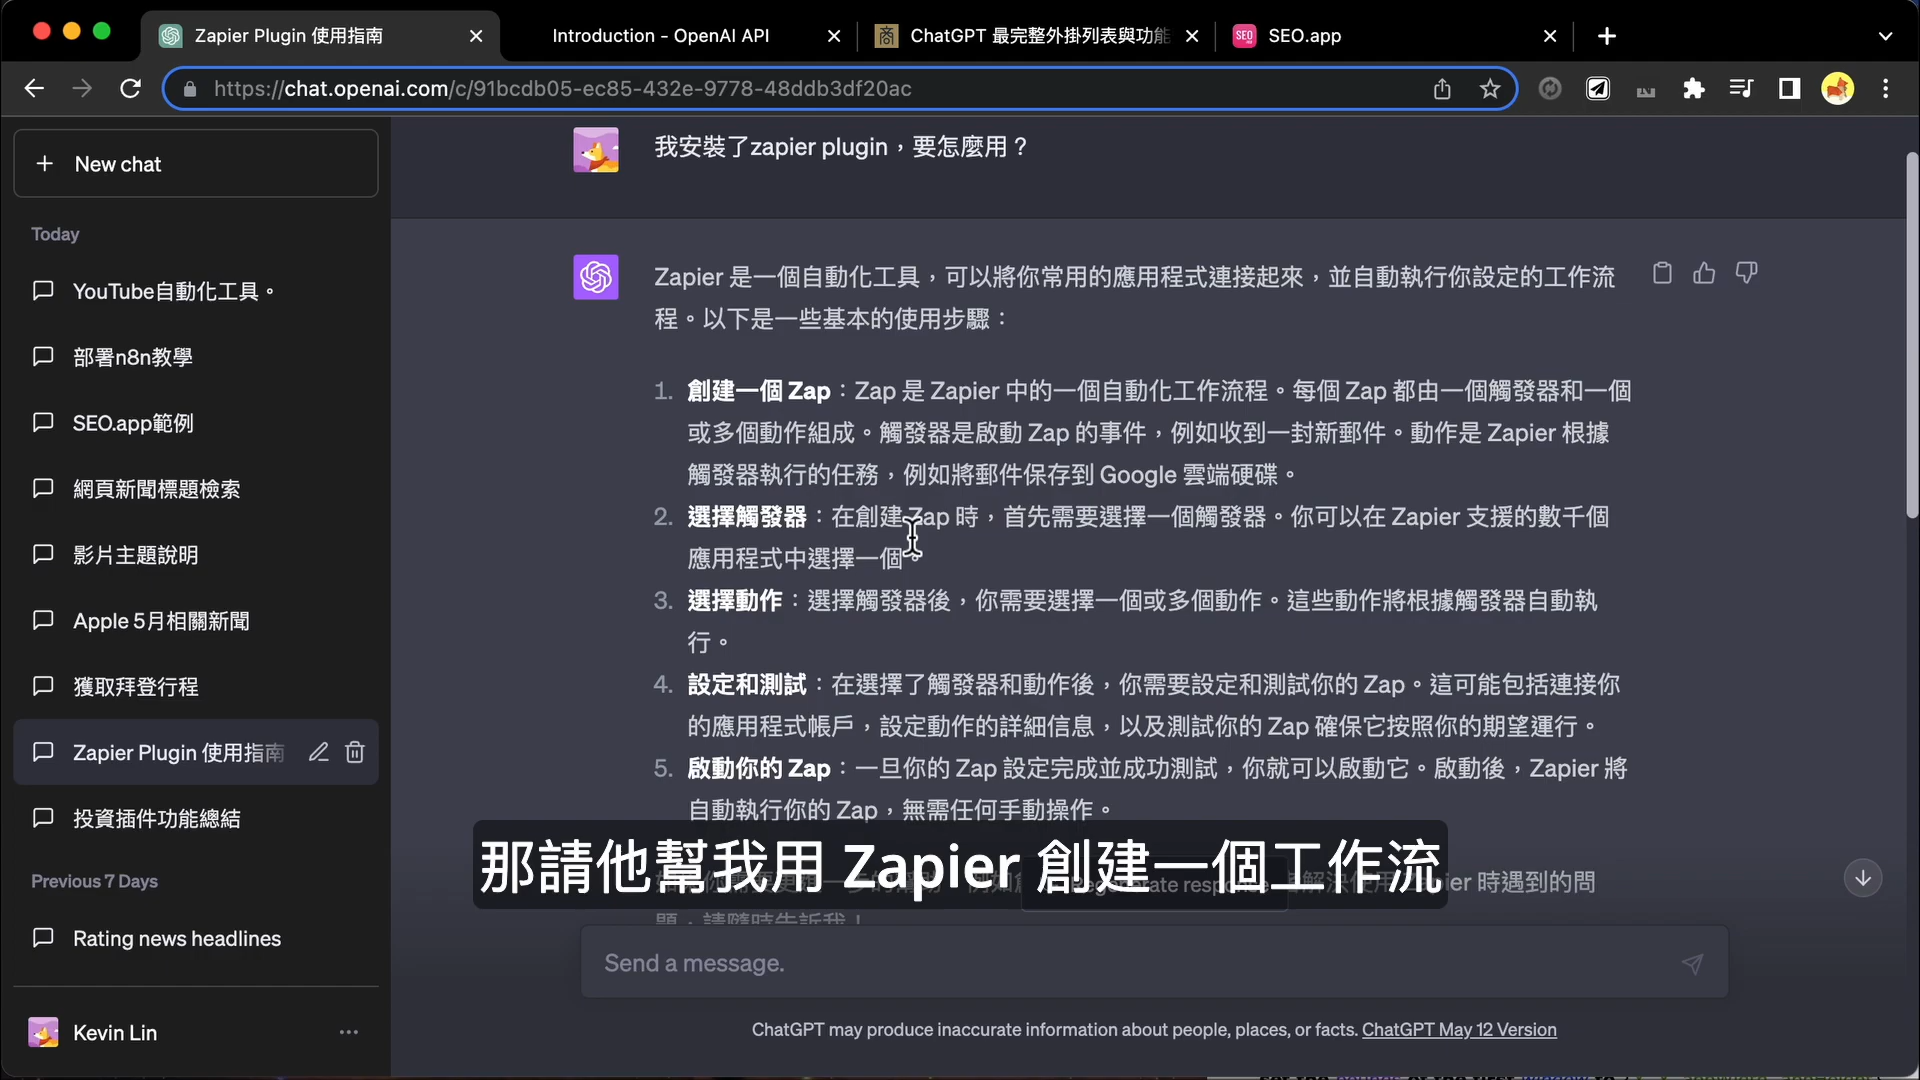 Zapier Plugin 使用指南
Introduction - OpenAI API
商
ChatGPT 最完整外掛列表與功能
SEO
SEO.app
https://chat.openai.com/c/91bcdb05-ec85-432e-9778-48ddb3df20ac
New chat
Today
YouTube自動化工具。
部署n8n教學
SEO.app範例
網頁新聞標題檢索
影片主題說明
Apple 5月相關新聞
獲取拜登行程
Zapier Plugin 使用指南
投資插件功能總結
Previous 7 Days
Rating news headlines
Kevin Lin
我安裝了zapier plugin，要怎麼用？
Zapier 是一個自動化工具，可以將你常用的應用程式連接起來，並自動執行你設定的工作流
程。以下是一些基本的使用步驟：
1. 創建一個 Zap：Zap 是 Zapier 中的一個自動化工作流程。每個 Zap 都由一個觸發器和一個
或多個動作組成。觸發器是啟動 Zap 的事件，例如收到一封新郵件。動作是 Zapier 根據
觸發器執行的任務，例如將郵件保存到 Google 雲端硬碟。
2. 選擇觸發器：在創建 Zap 時，首先需要選擇一個觸發器。你可以在 Zapier 支援的數千個
應用程式中選擇一個。
3. 選擇動作：選擇觸發器後，你需要選擇一個或多個動作。這些動作將根據觸發器自動執
行。
4. 設定和測試：在選擇了觸發器和動作後，你需要設定和測試你的 Zap。這可能包括連接你
的應用程式帳戶，設定動作的詳細信息，以及測試你的 Zap 確保它按照你的期望運行。
5. 啟動你的 Zap：一旦你的 Zap 設定完成並成功測試，你就可以啟動它。啟動後，Zapier 將
自動執行你的 Zap，無需任何手動操作。
那請他幫我用 Zapier 創建一個工作流
Regenerate response
時遇到的問
題，請隨時告訴我！
Send a message.
ChatGPT may produce inaccurate information about people, places, or facts. ChatGPT May 12 Version